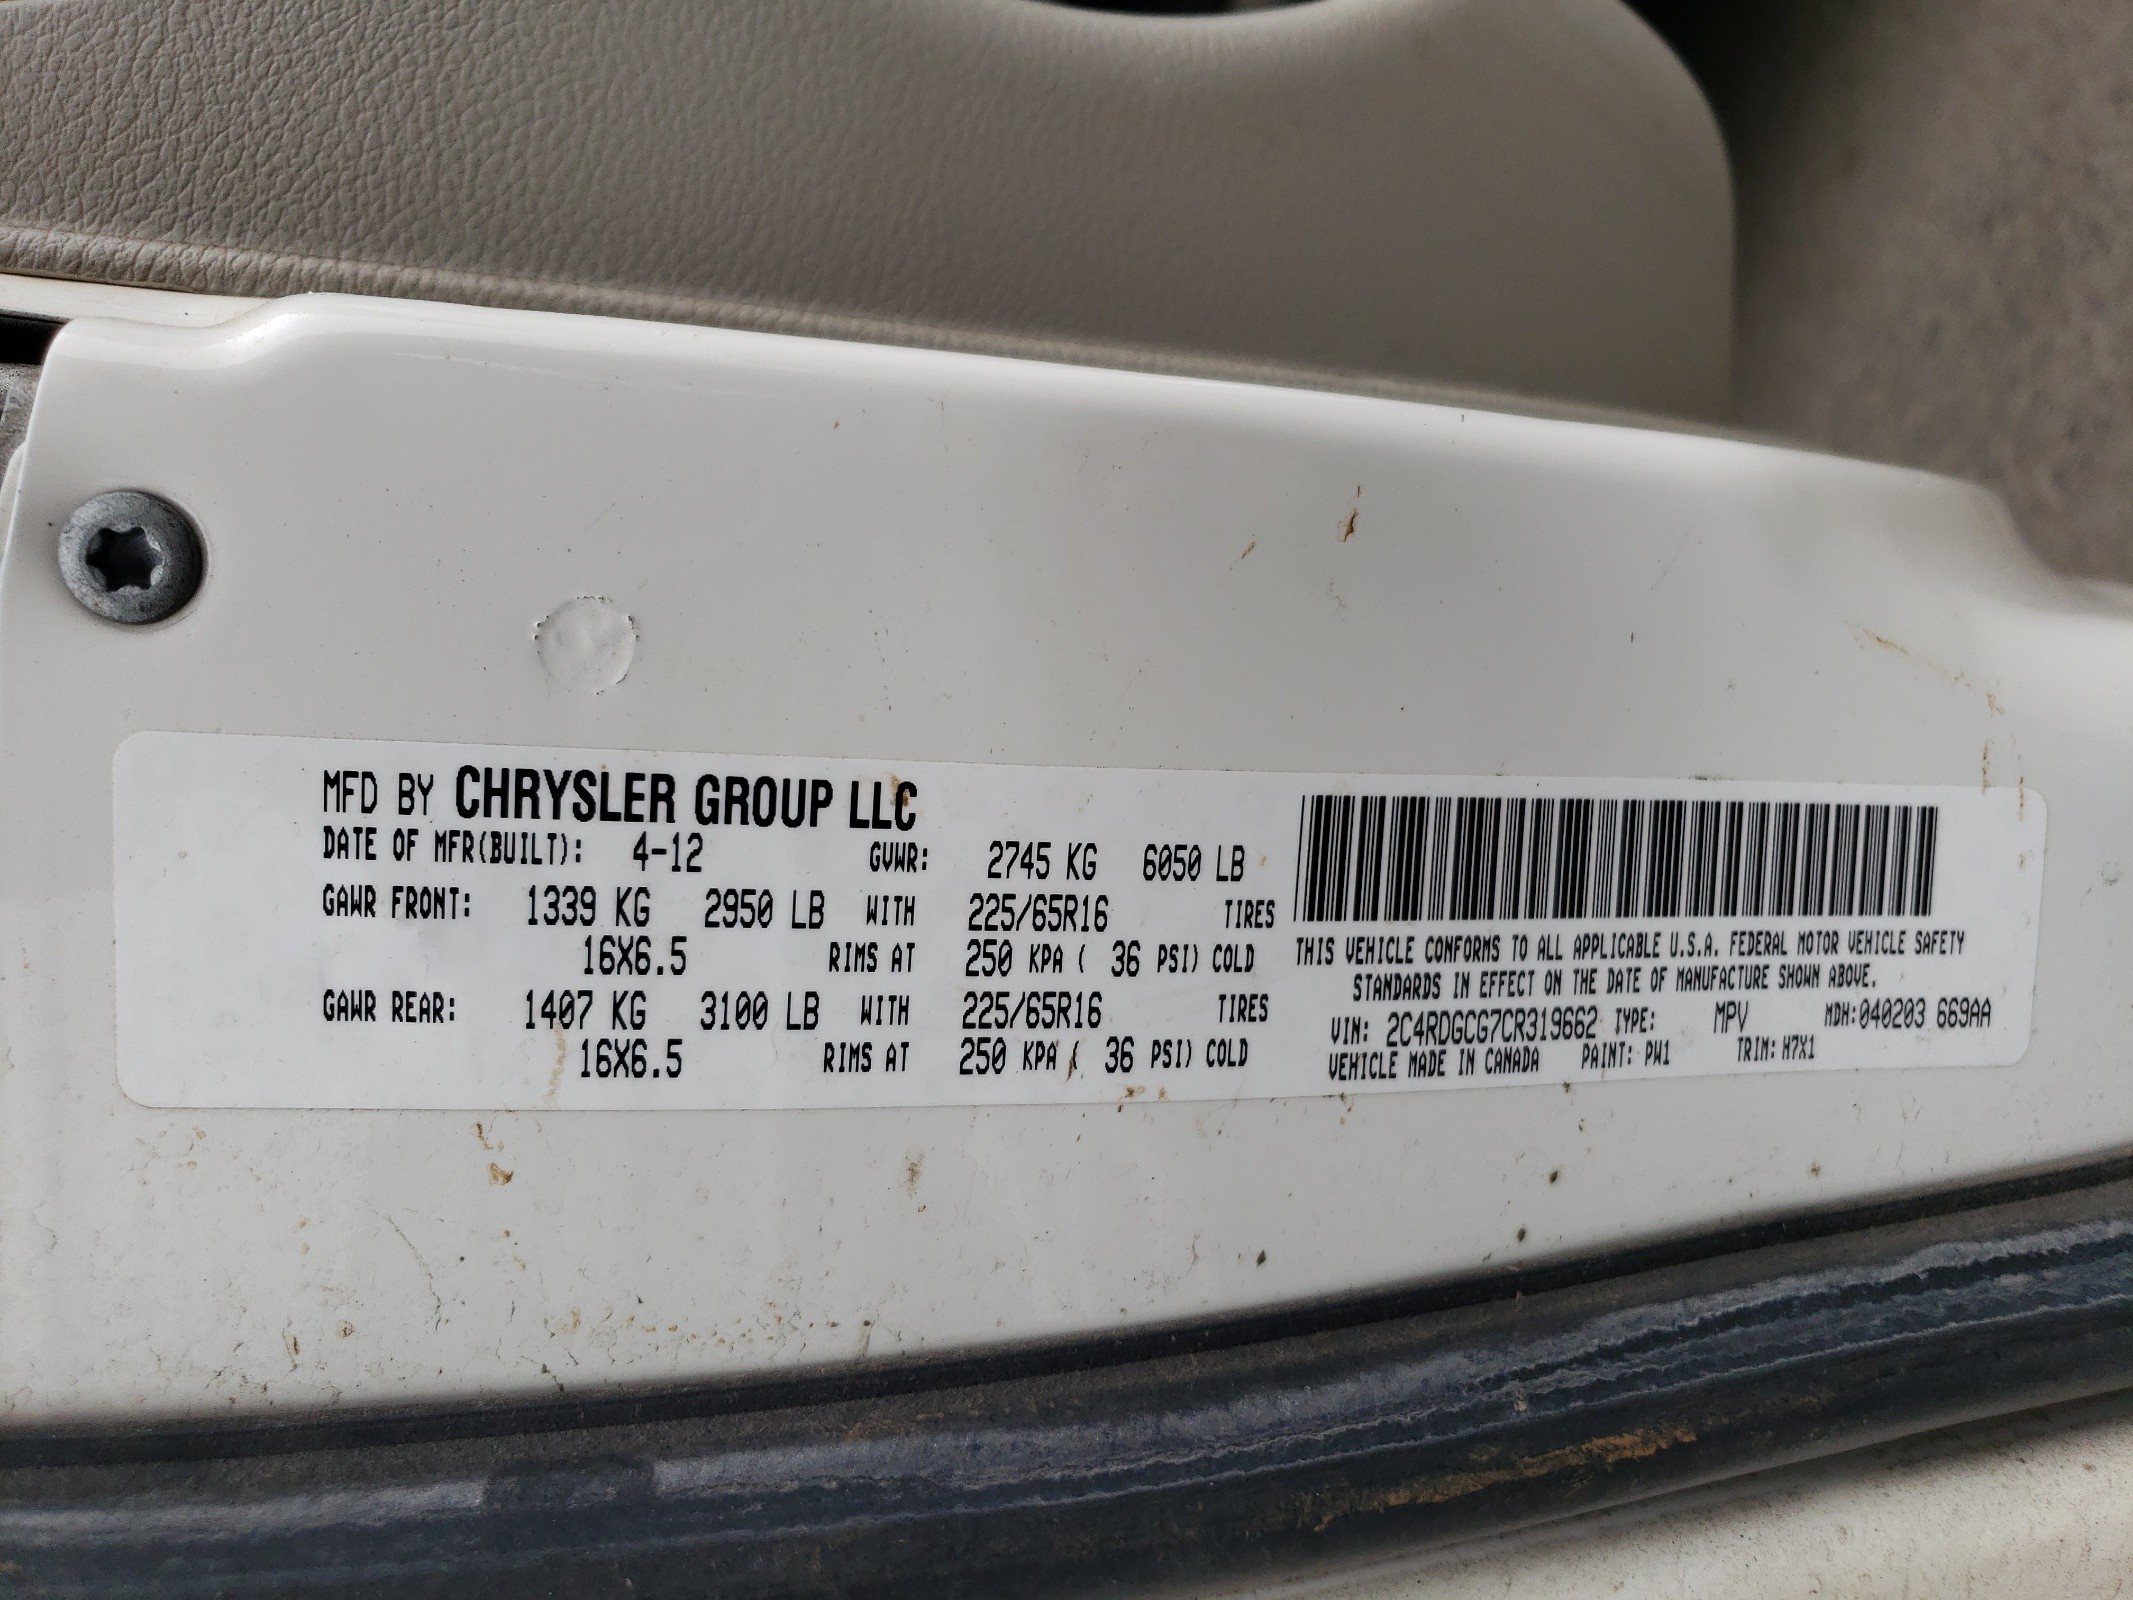 MFD BY CHRYSLER GROUP LLC
DATE OF MFR(BUILT): 4-12 GVWR: 2745 KG 6050 LB
GAWR FRONT: 1339 KG 2950 LB WITH 225/65R16 TIRES
16X6.5 RIMS AT 250 KPA ( 36 PSI) COLD
GAWR REAR: 1407 KG 3100 LB WITH 225/65R16 TIRES
16X6.5 RIMS AT 250 KPA ( 36 PSI) COLD
THIS VEHICLE CONFORMS TO ALL APPLICABLE U.S.A. FEDERAL MOTOR VEHICLE SAFETY
STANDARDS IN EFFECT ON THE DATE OF MANUFACTURE SHOWN ABOVE.
VIN: 2C4RDGCG7CR319662 TYPE: MPV MDH:040203 669AA
VEHICLE MADE IN CANADA PAINT: PW1 TRIM: H7X1